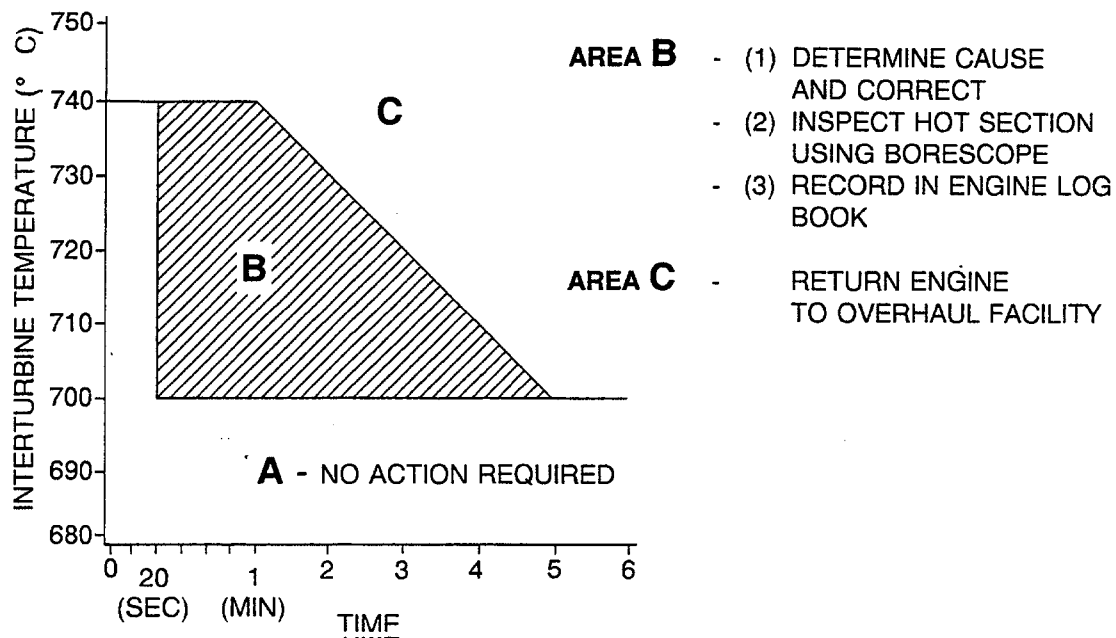 750
740
730
720
710
700
690
680
INTERTURBINE TEMPERATURE (° C)
B
C
A - NO ACTION REQUIRED
0 20 1 2 3 4 5 6
(SEC) (MIN)
TIME
AREA B - (1) DETERMINE CAUSE
AND CORRECT
- (2) INSPECT HOT SECTION
USING BORESCOPE
- (3) RECORD IN ENGINE LOG
BOOK
AREA C - RETURN ENGINE
TO OVERHAUL FACILITY